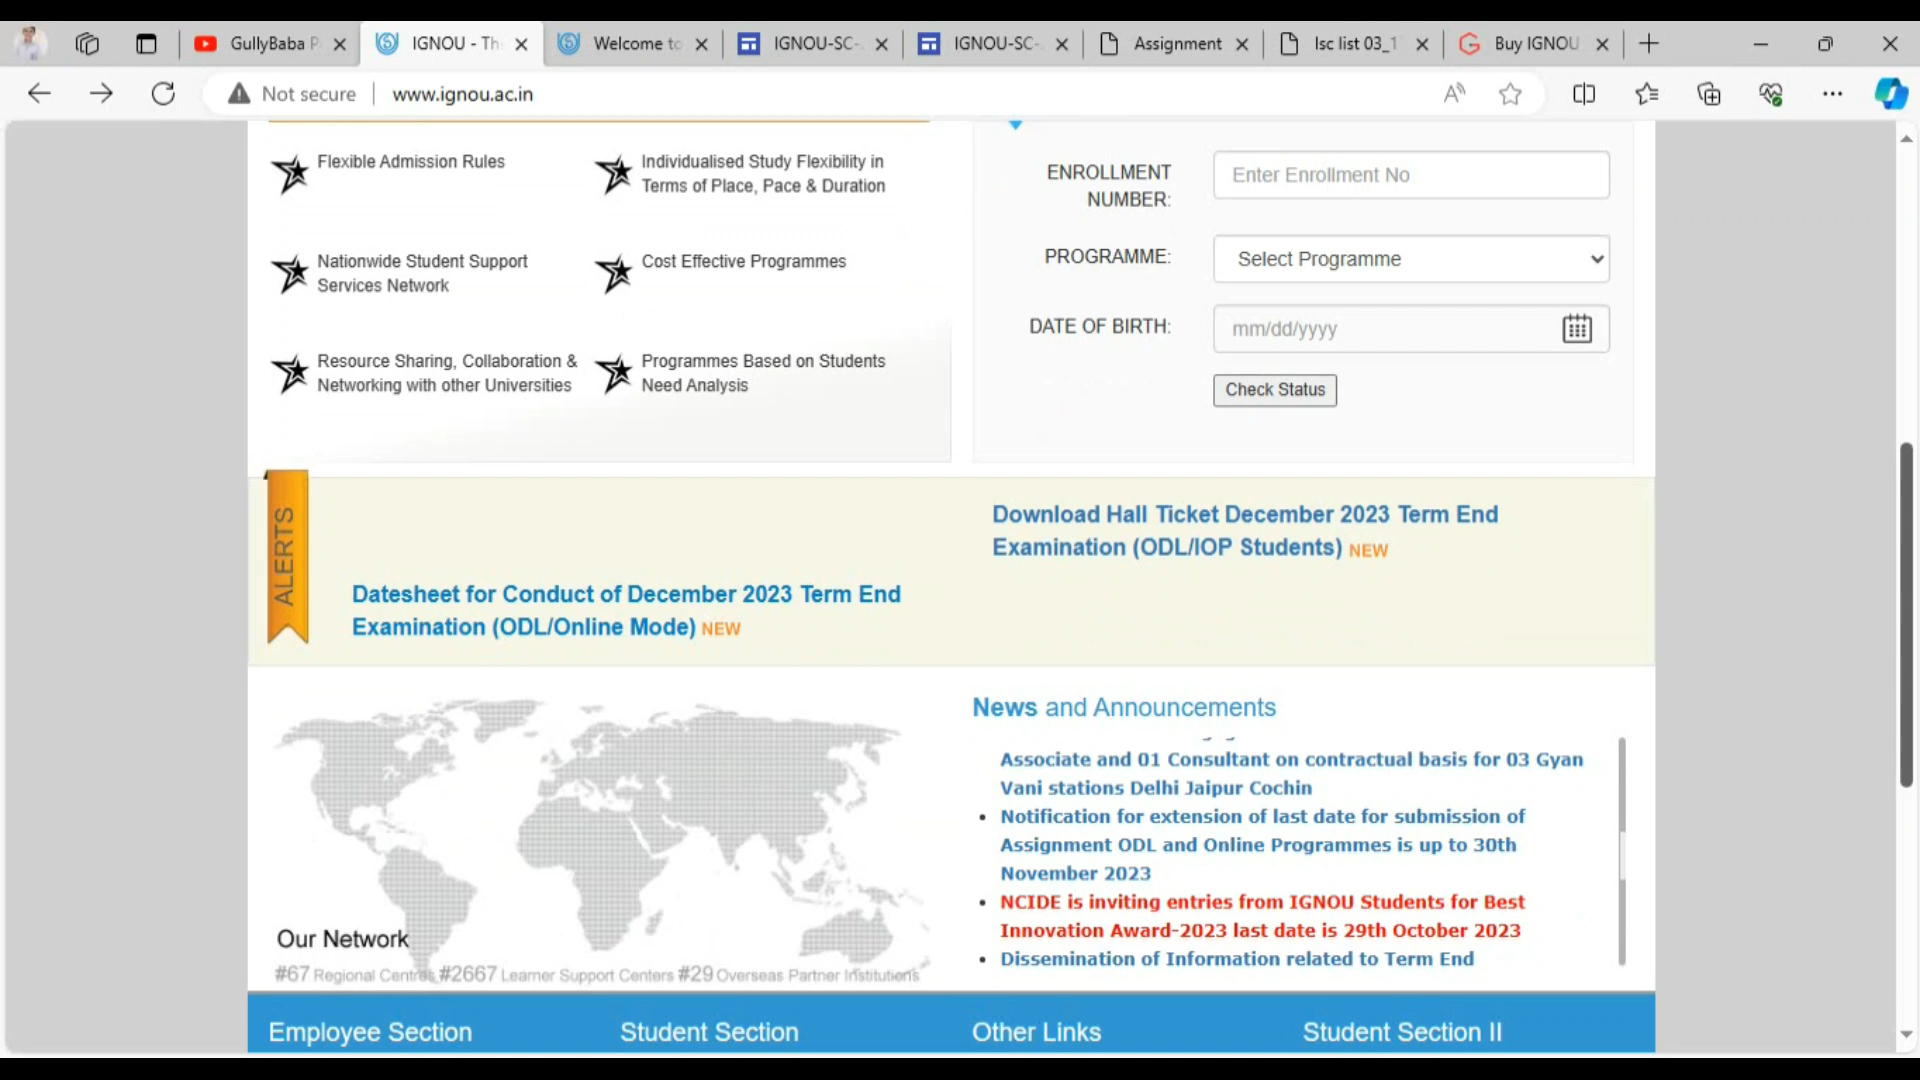 GullyBaba P
IGNOU - Th
Welcome to
IGNOU-SC-
IGNOU-SC-
Assignment
lsc list 03_1
Buy IGNOU
Not secure
www.ignou.ac.in
Flexible Admission Rules
Individualised Study Flexibility in
Terms of Place, Pace & Duration
Nationwide Student Support
Services Network
Cost Effective Programmes
Resource Sharing, Collaboration &
Networking with other Universities
Programmes Based on Students
Need Analysis
ENROLLMENT
NUMBER:
Enter Enrollment No
PROGRAMME:
Select Programme
DATE OF BIRTH:
mm/dd/yyyy
Check Status
ALERTS
Datesheet for Conduct of December 2023 Term End
Examination (ODL/Online Mode) NEW
Download Hall Ticket December 2023 Term End
Examination (ODL/IOP Students) NEW
Our Network
#67 Regional Centres #2667 Learner Support Centers #29 Overseas Partner Institutions
News and Announcements
Associate and 01 Consultant on contractual basis for 03 Gyan
Vani stations Delhi Jaipur Cochin
• Notification for extension of last date for submission of
Assignment ODL and Online Programmes is up to 30th
November 2023
• NCIDE is inviting entries from IGNOU Students for Best
Innovation Award-2023 last date is 29th October 2023
• Dissemination of Information related to Term End
Employee Section
Student Section
Other Links
Student Section II